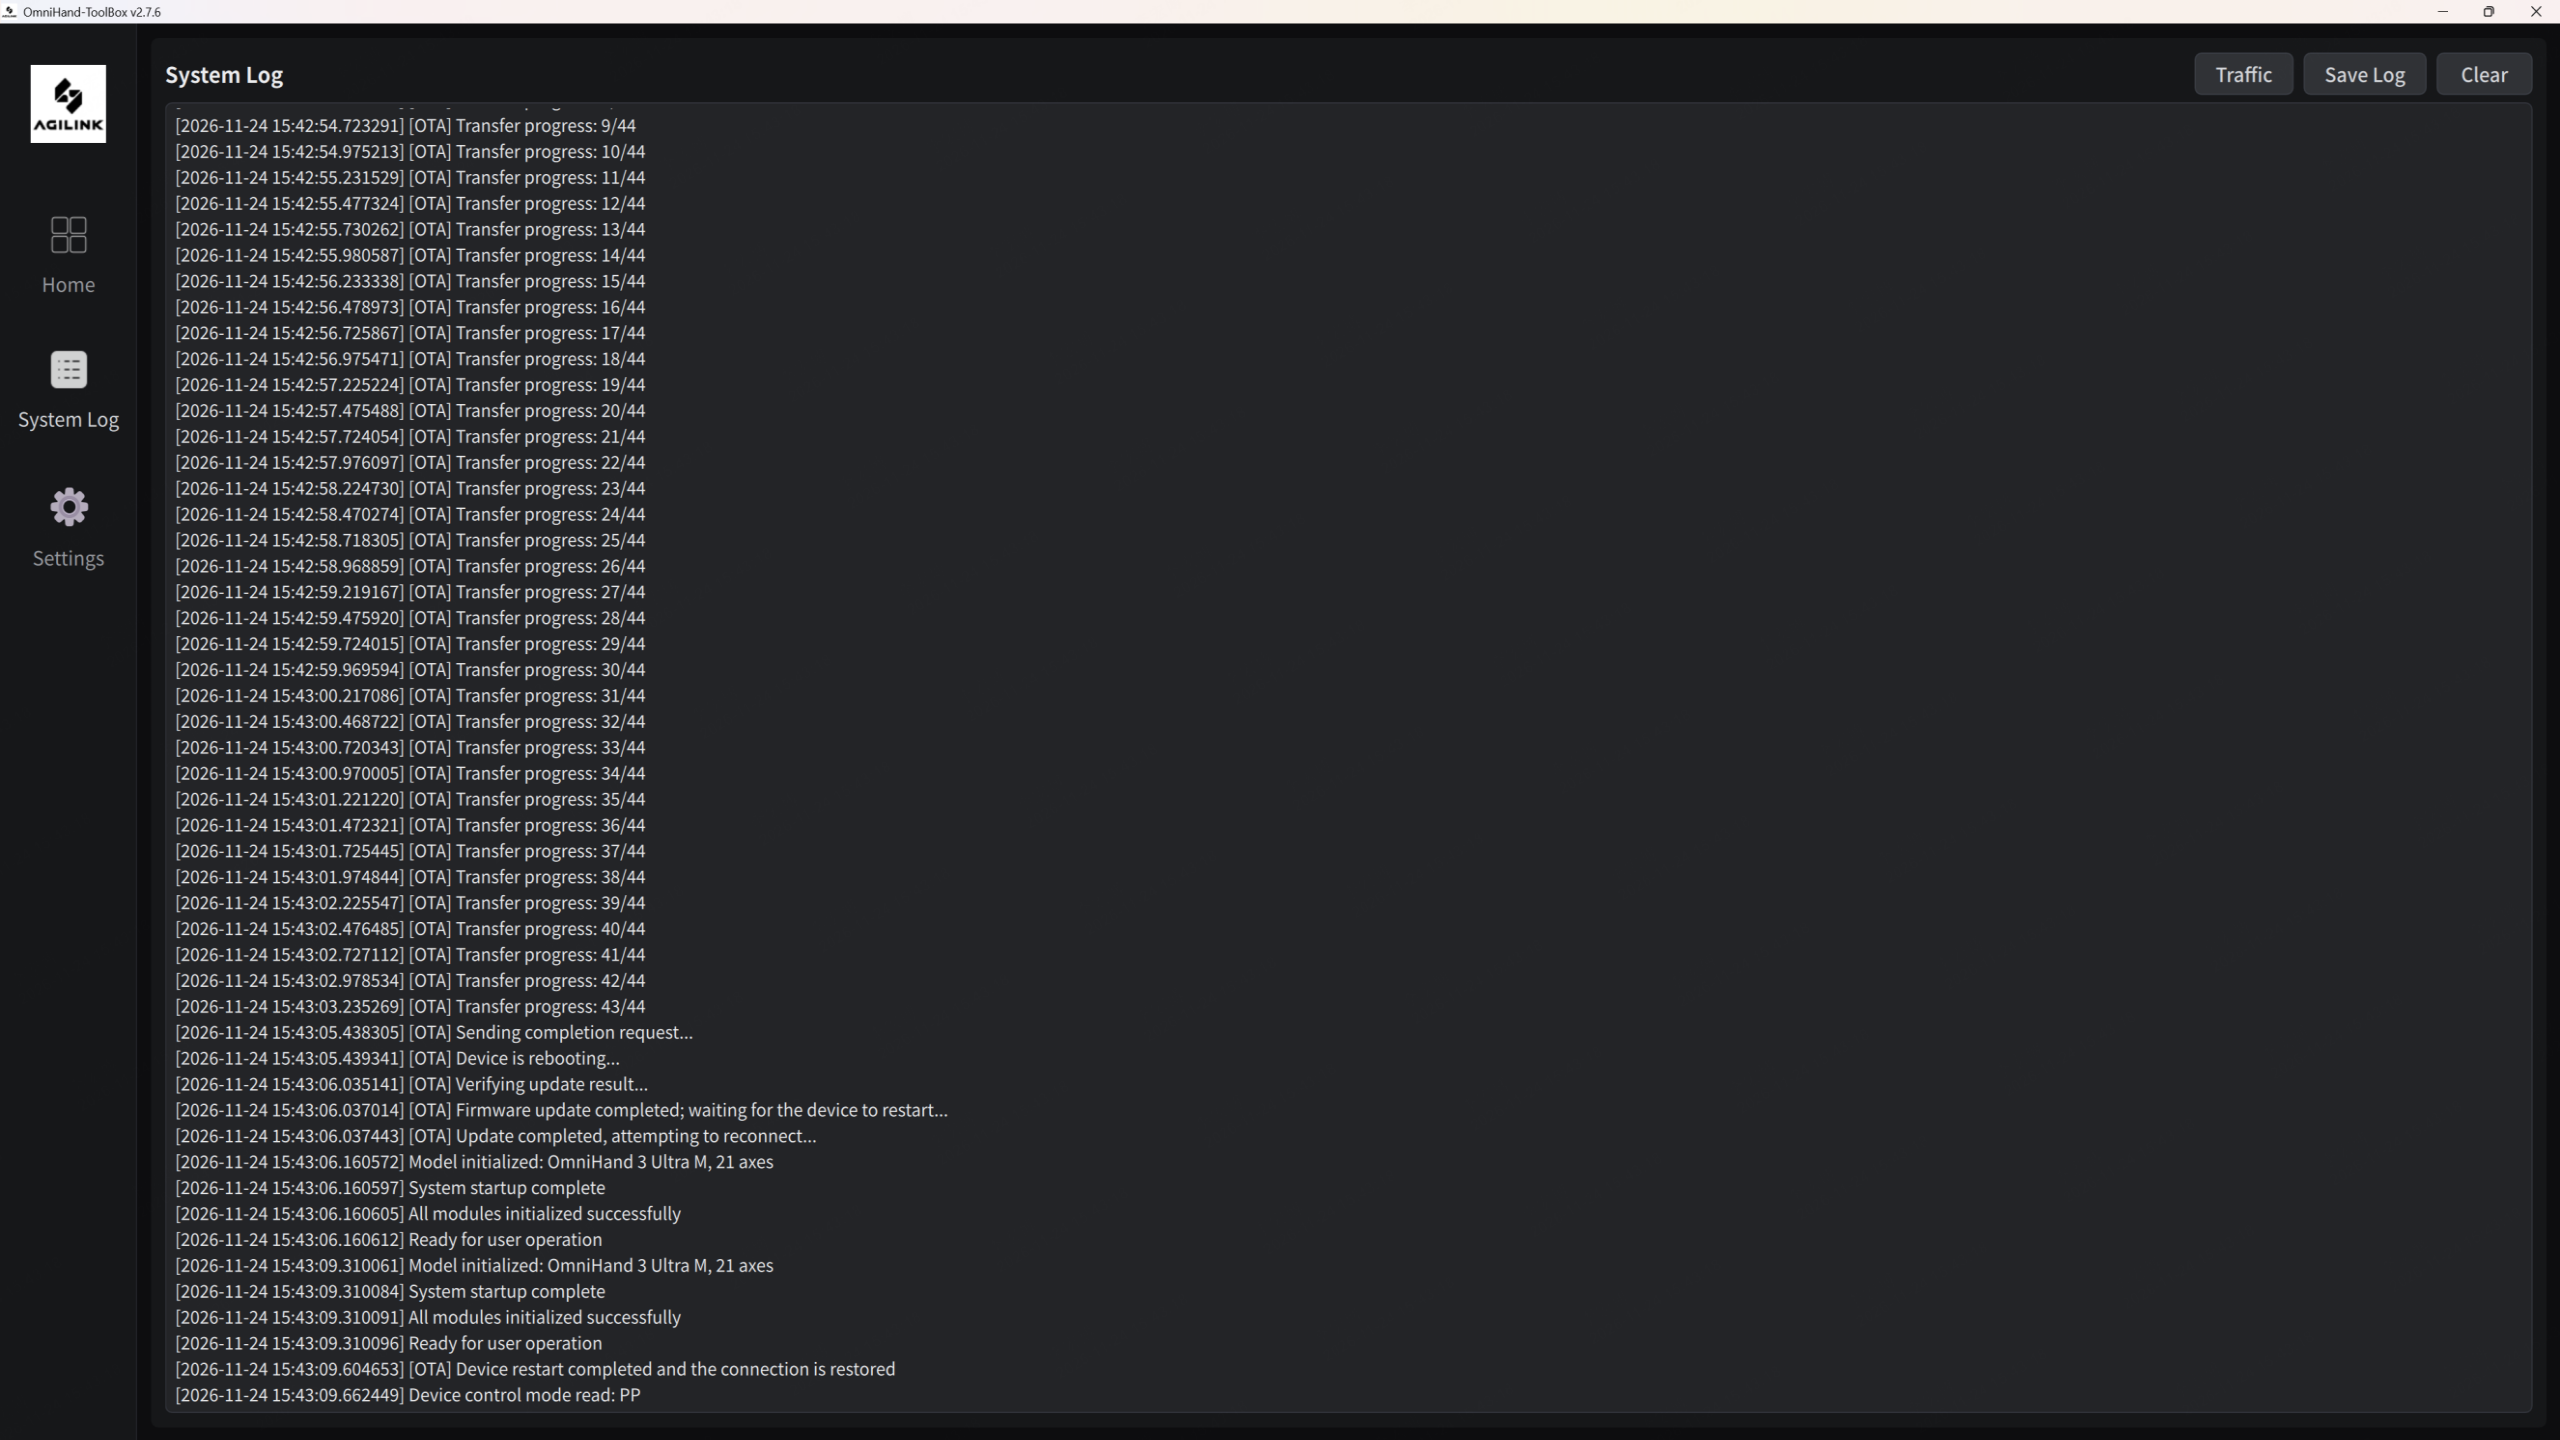 OmniHand-ToolBox v2.7.6
AGILINK
Home
System Log
Settings
System Log
Traffic
Save Log
Clear
[2026-11-24 15:42:54.723291] [OTA] Transfer progress: 9/44
[2026-11-24 15:42:54.975213] [OTA] Transfer progress: 10/44
[2026-11-24 15:42:55.231529] [OTA] Transfer progress: 11/44
[2026-11-24 15:42:55.477324] [OTA] Transfer progress: 12/44
[2026-11-24 15:42:55.730262] [OTA] Transfer progress: 13/44
[2026-11-24 15:42:55.980587] [OTA] Transfer progress: 14/44
[2026-11-24 15:42:56.233338] [OTA] Transfer progress: 15/44
[2026-11-24 15:42:56.478973] [OTA] Transfer progress: 16/44
[2026-11-24 15:42:56.725867] [OTA] Transfer progress: 17/44
[2026-11-24 15:42:56.975471] [OTA] Transfer progress: 18/44
[2026-11-24 15:42:57.225224] [OTA] Transfer progress: 19/44
[2026-11-24 15:42:57.475488] [OTA] Transfer progress: 20/44
[2026-11-24 15:42:57.724054] [OTA] Transfer progress: 21/44
[2026-11-24 15:42:57.976097] [OTA] Transfer progress: 22/44
[2026-11-24 15:42:58.224730] [OTA] Transfer progress: 23/44
[2026-11-24 15:42:58.470274] [OTA] Transfer progress: 24/44
[2026-11-24 15:42:58.718305] [OTA] Transfer progress: 25/44
[2026-11-24 15:42:58.968859] [OTA] Transfer progress: 26/44
[2026-11-24 15:42:59.219167] [OTA] Transfer progress: 27/44
[2026-11-24 15:42:59.475920] [OTA] Transfer progress: 28/44
[2026-11-24 15:42:59.724015] [OTA] Transfer progress: 29/44
[2026-11-24 15:42:59.969594] [OTA] Transfer progress: 30/44
[2026-11-24 15:43:00.217086] [OTA] Transfer progress: 31/44
[2026-11-24 15:43:00.468722] [OTA] Transfer progress: 32/44
[2026-11-24 15:43:00.720343] [OTA] Transfer progress: 33/44
[2026-11-24 15:43:00.970005] [OTA] Transfer progress: 34/44
[2026-11-24 15:43:01.221220] [OTA] Transfer progress: 35/44
[2026-11-24 15:43:01.472321] [OTA] Transfer progress: 36/44
[2026-11-24 15:43:01.725445] [OTA] Transfer progress: 37/44
[2026-11-24 15:43:01.974844] [OTA] Transfer progress: 38/44
[2026-11-24 15:43:02.225547] [OTA] Transfer progress: 39/44
[2026-11-24 15:43:02.476485] [OTA] Transfer progress: 40/44
[2026-11-24 15:43:02.727112] [OTA] Transfer progress: 41/44
[2026-11-24 15:43:02.978534] [OTA] Transfer progress: 42/44
[2026-11-24 15:43:03.235269] [OTA] Transfer progress: 43/44
[2026-11-24 15:43:05.438305] [OTA] Sending completion request...
[2026-11-24 15:43:05.439341] [OTA] Device is rebooting...
[2026-11-24 15:43:06.035141] [OTA] Verifying update result...
[2026-11-24 15:43:06.037014] [OTA] Firmware update completed; waiting for the device to restart...
[2026-11-24 15:43:06.037443] [OTA] Update completed, attempting to reconnect...
[2026-11-24 15:43:06.160572] Model initialized: OmniHand 3 Ultra M, 21 axes
[2026-11-24 15:43:06.160597] System startup complete
[2026-11-24 15:43:06.160605] All modules initialized successfully
[2026-11-24 15:43:06.160612] Ready for user operation
[2026-11-24 15:43:09.310061] Model initialized: OmniHand 3 Ultra M, 21 axes
[2026-11-24 15:43:09.310084] System startup complete
[2026-11-24 15:43:09.310091] All modules initialized successfully
[2026-11-24 15:43:09.310096] Ready for user operation
[2026-11-24 15:43:09.604653] [OTA] Device restart completed and the connection is restored
[2026-11-24 15:43:09.662449] Device control mode read: PP